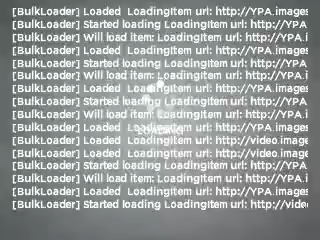 [BulkLoader] Loaded  LoadingItem url: http://YPA.images
[BulkLoader] Started loading LoadingItem url: http://YPA
[BulkLoader] Will load item: LoadingItem url: http://YPA.i
[BulkLoader] Loaded  LoadingItem url: http://YPA.images
[BulkLoader] Started loading LoadingItem url: http://YPA
[BulkLoader] Will load item: LoadingItem url: http://YPA.i
[BulkLoader] Loaded  LoadingItem url: http://YPA.images
[BulkLoader] Started loading LoadingItem url: http://YPA
[BulkLoader] Will load item: LoadingItem url: http://YPA.i
[BulkLoader] Loaded  LoadingItem url: http://YPA.images
[BulkLoader] Loaded  LoadingItem url: http://video.image
[BulkLoader] Loaded  LoadingItem url: http://video.image
[BulkLoader] Started loading LoadingItem url: http://YPA
[BulkLoader] Will load item: LoadingItem url: http://YPA.i
[BulkLoader] Loaded  LoadingItem url: http://YPA.images
[BulkLoader] Started loading LoadingItem url: http://vide